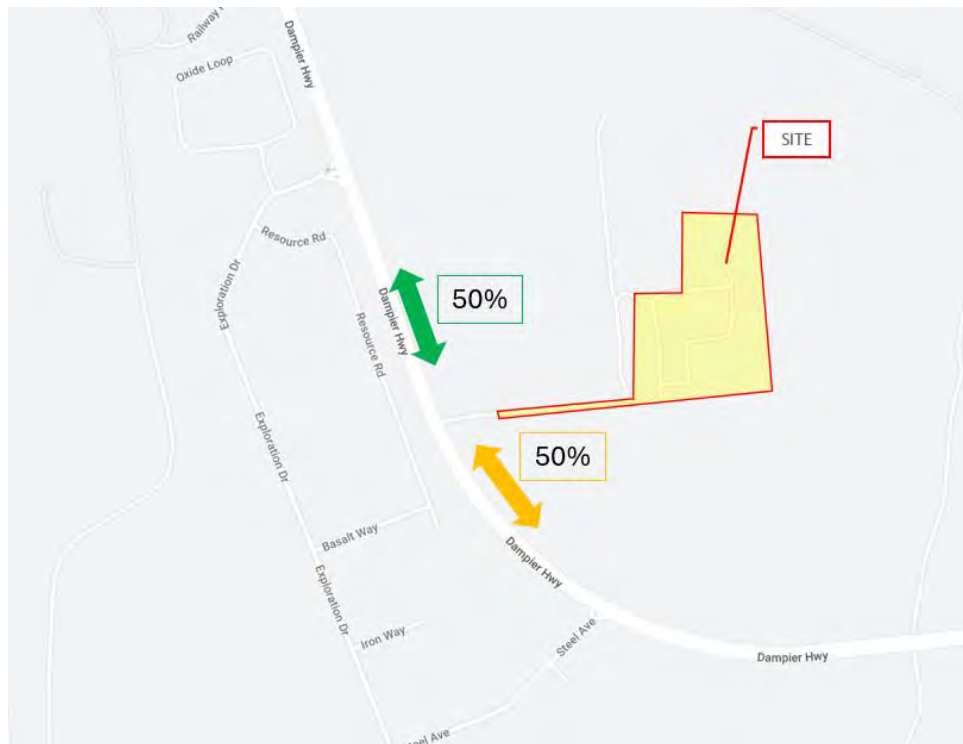 Railway
Dampier Hwy
Oxide Loop
SITE
Resource Rd
Exploration Dr
50%
Dampier Hwy
Resource Rd
Exploration Dr
50%
Basalt Way
Dampier Hwy
Exploration Dr
Iron Way
Steel Ave
Dampier Hwy
Steel Ave